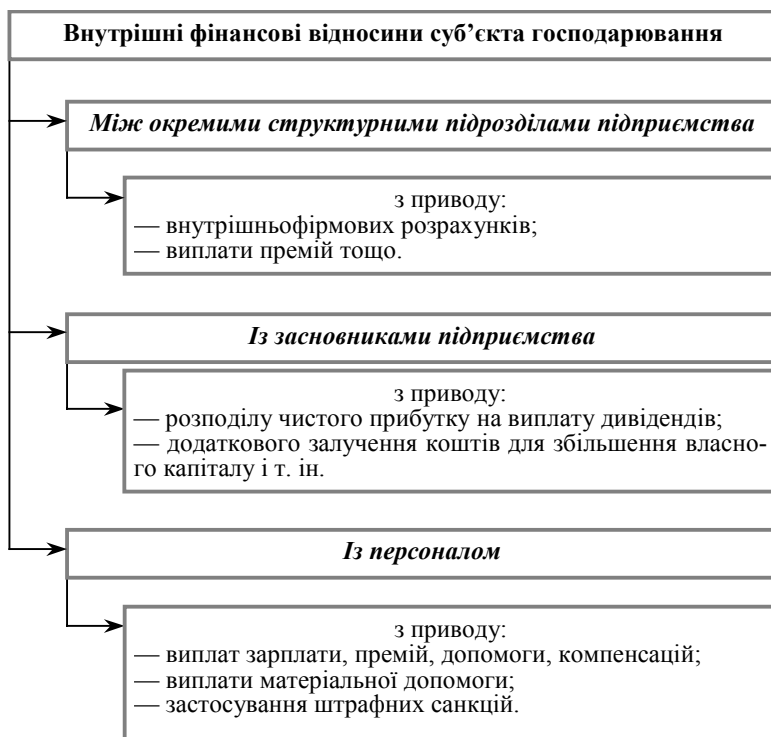 Внутрішні фінансові відносини суб’єкта господарювання
Між окремими структурними підрозділами підприємства
з приводу:
— внутрішньофірмових розрахунків;
— виплати премій тощо.
Із засновниками підприємства
з приводу:
— розподілу чистого прибутку на виплату дивідендів;
— додаткового залучення коштів для збільшення власно-
го капіталу і т. ін.
Із персоналом
з приводу:
— виплат зарплати, премій, допомоги, компенсацій;
— виплати матеріальної допомоги;
— застосування штрафних санкцій.